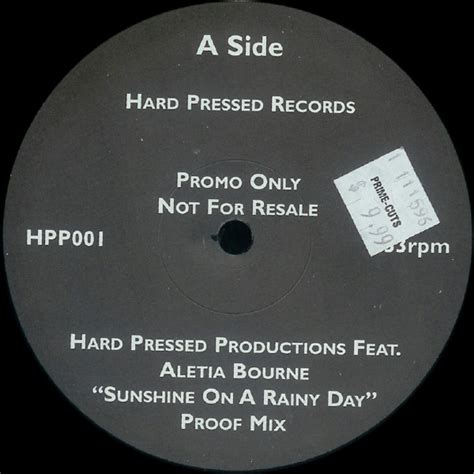 A Side
Hard Pressed Records
Promo Only
Not For Resale
HPP001
33rpm
PRIME-CUTS
$ 9.99
Hard Pressed Productions Feat.
Aletia Bourne
“Sunshine On A Rainy Day”
Proof Mix